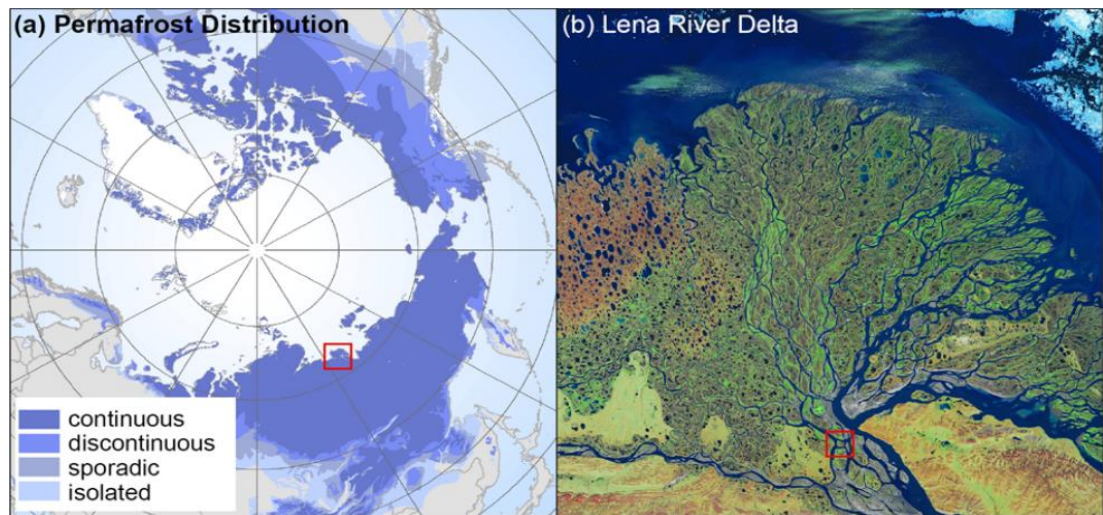 (a) Permafrost Distribution
continuous
discontinuous
sporadic
isolated
(b) Lena River Delta